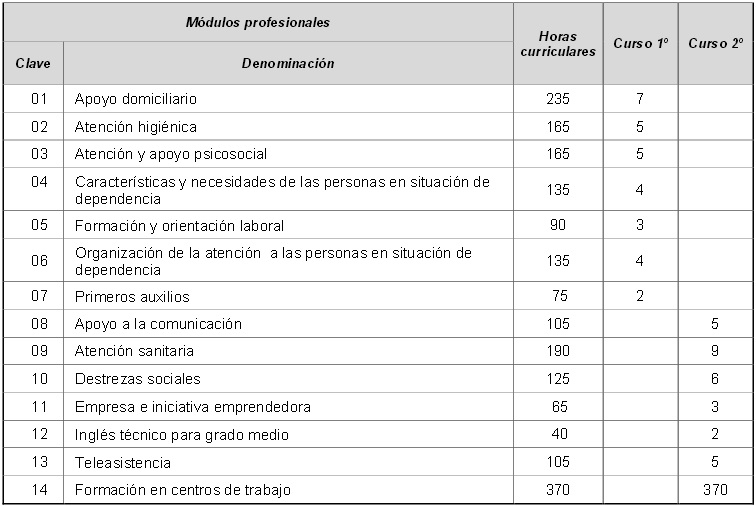 Módulos profesionales
Horas curriculares
Curso 1º
Curso 2º
Clave
Denominación
01 Apoyo domiciliario 235 7
02 Atención higiénica 165 5
03 Atención y apoyo psicosocial 165 5
04 Características y necesidades de las personas en situación de
dependencia 135 4
05 Formación y orientación laboral 90 3
06 Organización de la atención a las personas en situación de
dependencia 135 4
07 Primeros auxilios 75 2
08 Apoyo a la comunicación 105 5
09 Atención sanitaria 190 9
10 Destrezas sociales 125 6
11 Empresa e iniciativa emprendedora 65 3
12 Inglés técnico para grado medio 40 2
13 Teleasistencia 105 5
14 Formación en centros de trabajo 370 370